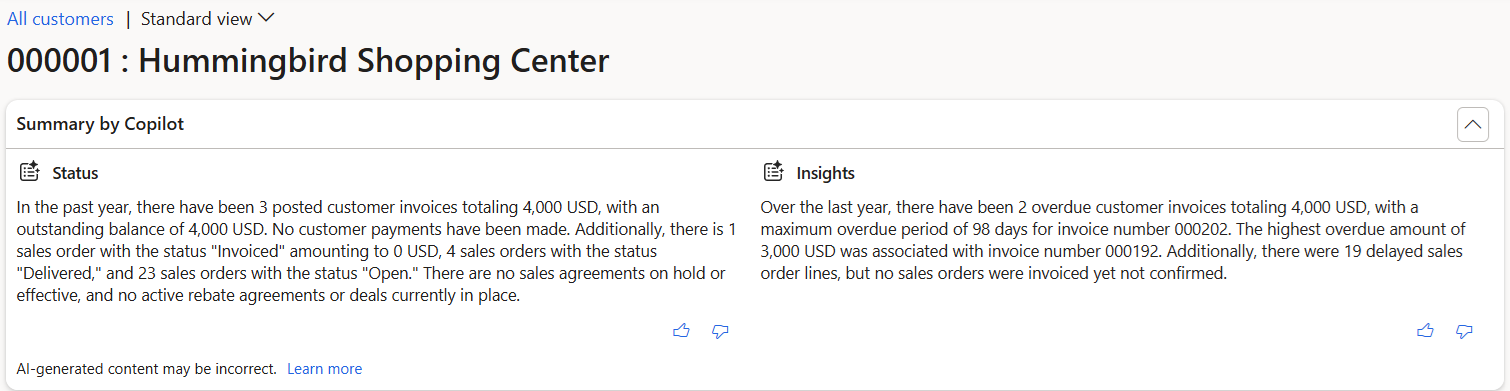 All customers | Standard view
000001 : Hummingbird Shopping Center
Summary by Copilot
Status
In the past year, there have been 3 posted customer invoices totaling 4,000 USD, with an
outstanding balance of 4,000 USD. No customer payments have been made. Additionally, there is 1
sales order with the status "Invoiced" amounting to 0 USD, 4 sales orders with the status
"Delivered," and 23 sales orders with the status "Open." There are no sales agreements on hold or
effective, and no active rebate agreements or deals currently in place.
Insights
Over the last year, there have been 2 overdue customer invoices totaling 4,000 USD, with a
maximum overdue period of 98 days for invoice number 000202. The highest overdue amount of
3,000 USD was associated with invoice number 000192. Additionally, there were 19 delayed sales
order lines, but no sales orders were invoiced yet not confirmed.
AI-generated content may be incorrect. Learn more